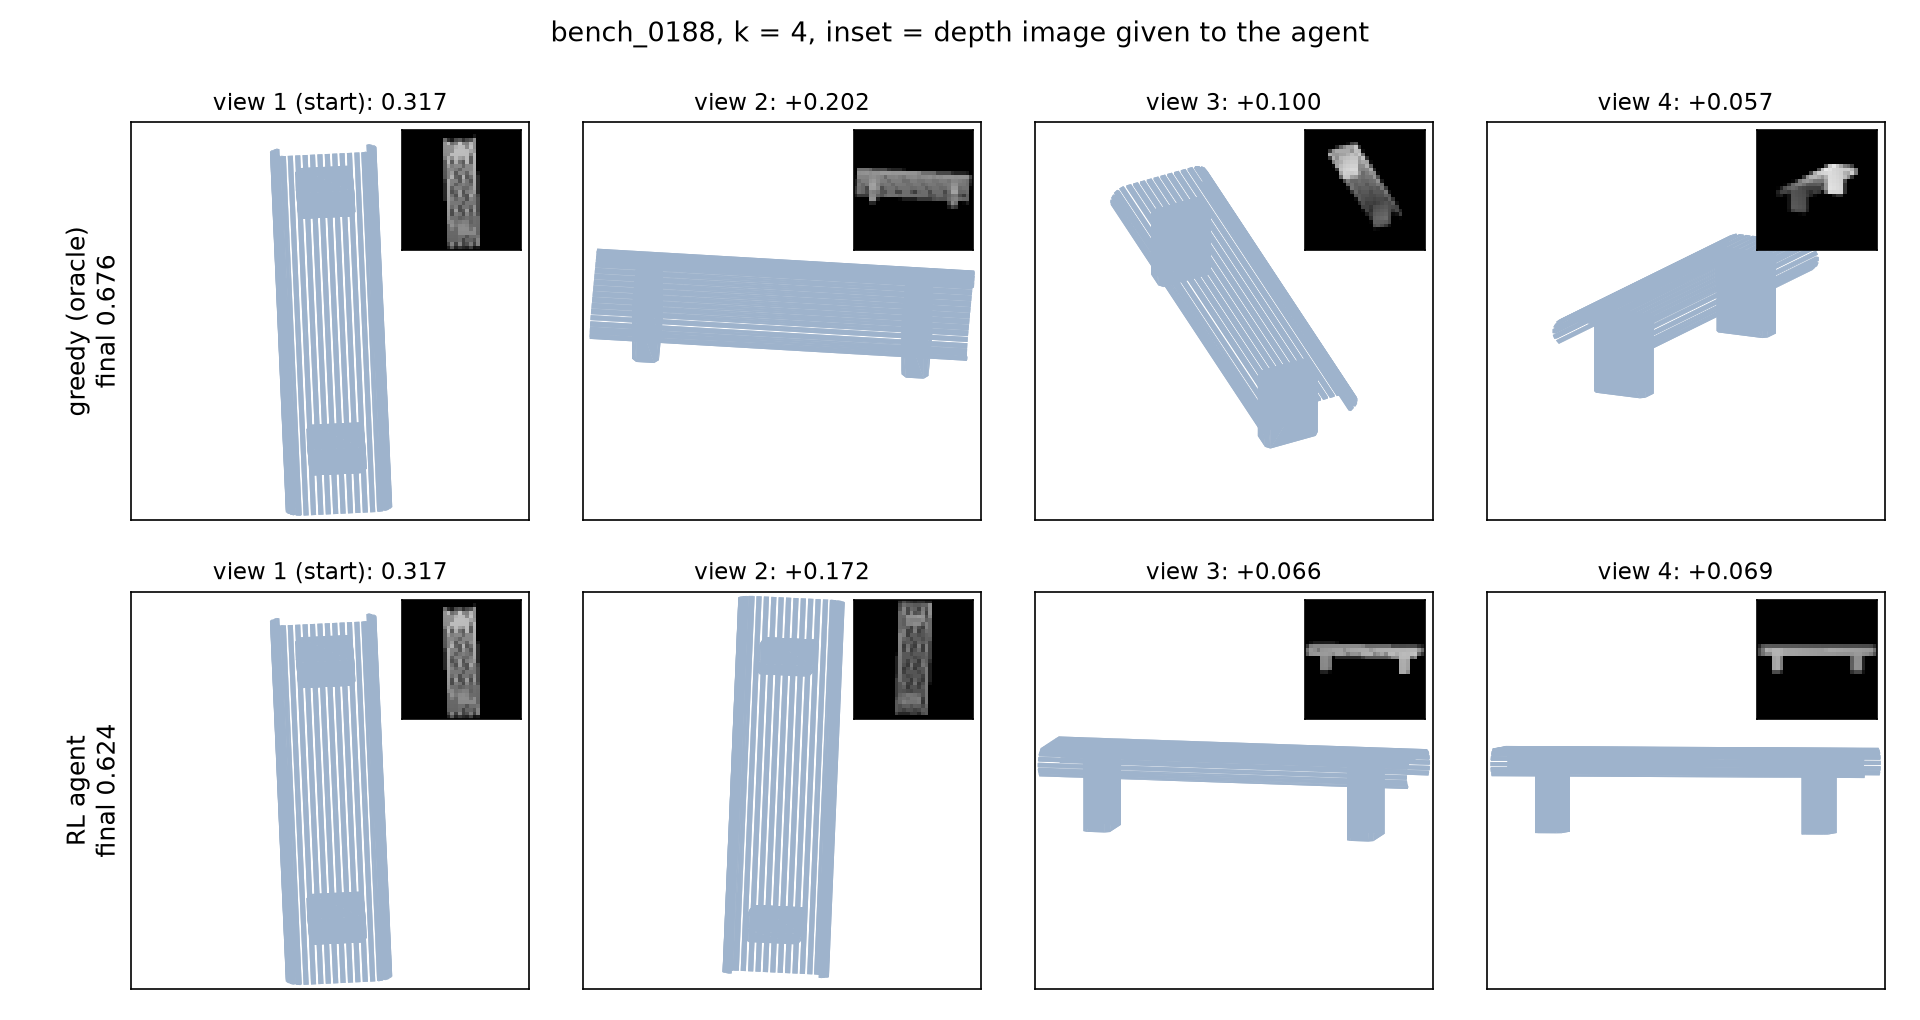 bench_0188, k = 4, inset = depth image given to the agent
greedy (oracle)
final 0.676
view 1 (start): 0.317
view 2: +0.202
view 3: +0.100
view 4: +0.057
RL agent
final 0.624
view 1 (start): 0.317
view 2: +0.172
view 3: +0.066
view 4: +0.069